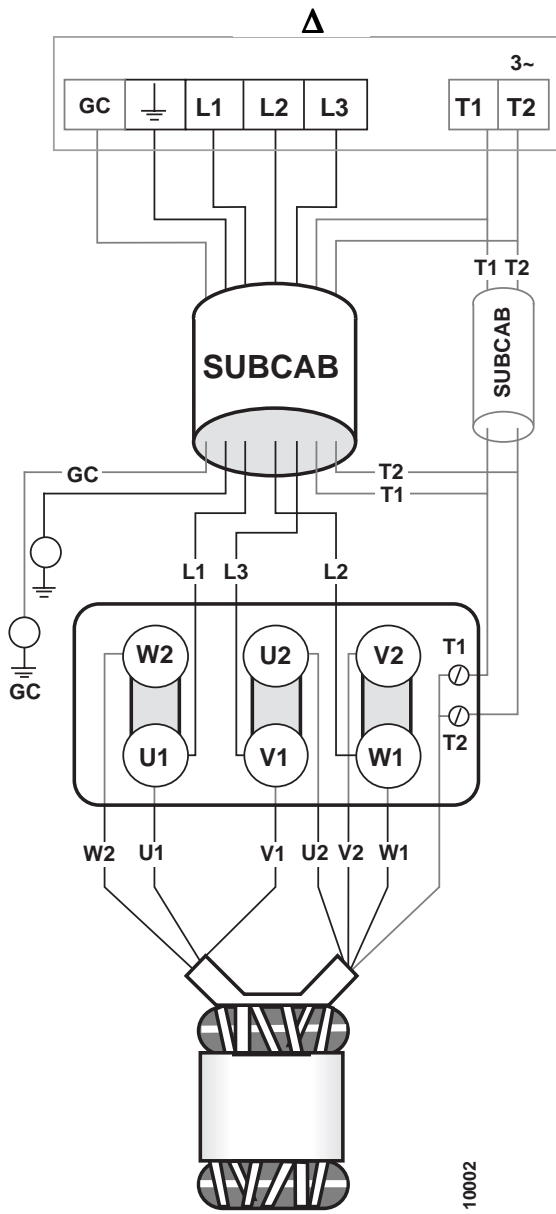 Δ
3~
GC ⏚ L1 L2 L3 T1 T2
T1 T2
SUBCAB
SUBCAB
GC
T2
T1
L1 L3 L2
GC
W2 U2 V2 T1
U1 V1 W1 T2
W2 U1 V1 U2 V2 W1
10002